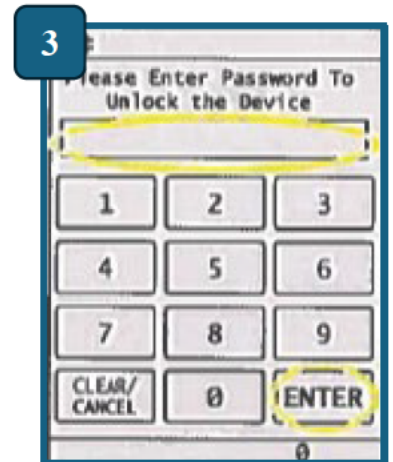 3
Please Enter Password To
Unlock the Device
1 2 3
4 5 6
7 8 9
CLEAR/
CANCEL 0 ENTER
0